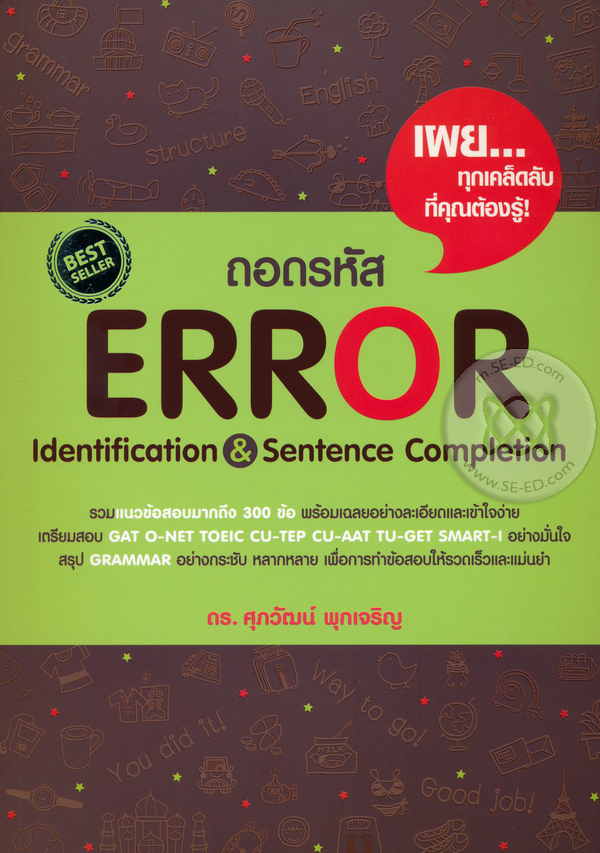 grammar
English
structure
เผย...
ทุกเคล็ดลับ
ที่คุณต้องรู้!
BEST
SELLER
ถอดรหัส
ERROR
Identification & Sentence Completion
m.SE-ED.com
www.SE-ED.com
รวมแนวข้อสอบมากถึง 300 ข้อ พร้อมเฉลยอย่างละเอียดและเข้าใจง่าย
เตรียมสอบ GAT O-NET TOEIC CU-TEP CU-AAT TU-GET SMART-I อย่างมั่นใจ
สรุป GRAMMAR อย่างกระชับ หลากหลาย เพื่อการทำข้อสอบให้รวดเร็วและแม่นยำ
ดร. ศุภวัฒน์ พุกเจริญ
Way to go!
You did it!
MILK
Good job!